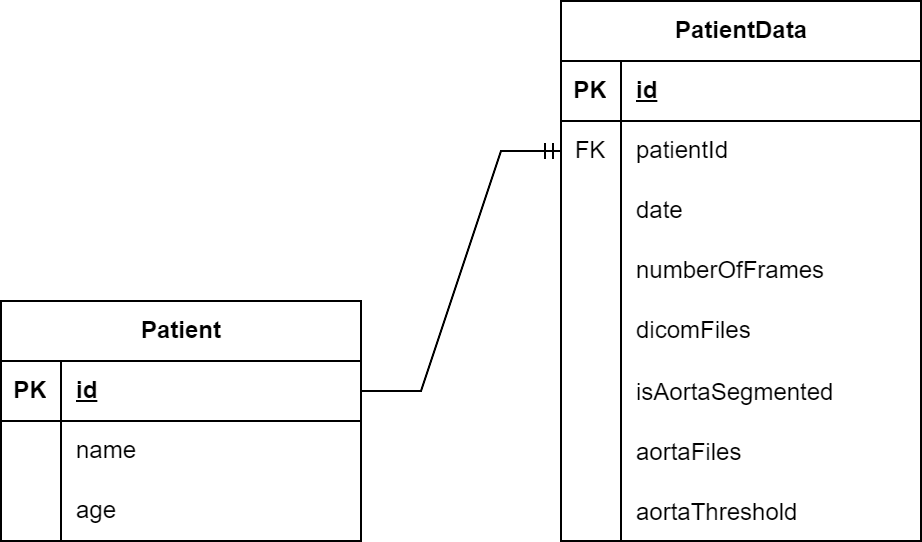 PatientData
PK id
FK patientId
date
numberOfFrames
dicomFiles
isAortaSegmented
aortaFiles
aortaThreshold
Patient
PK id
name
age